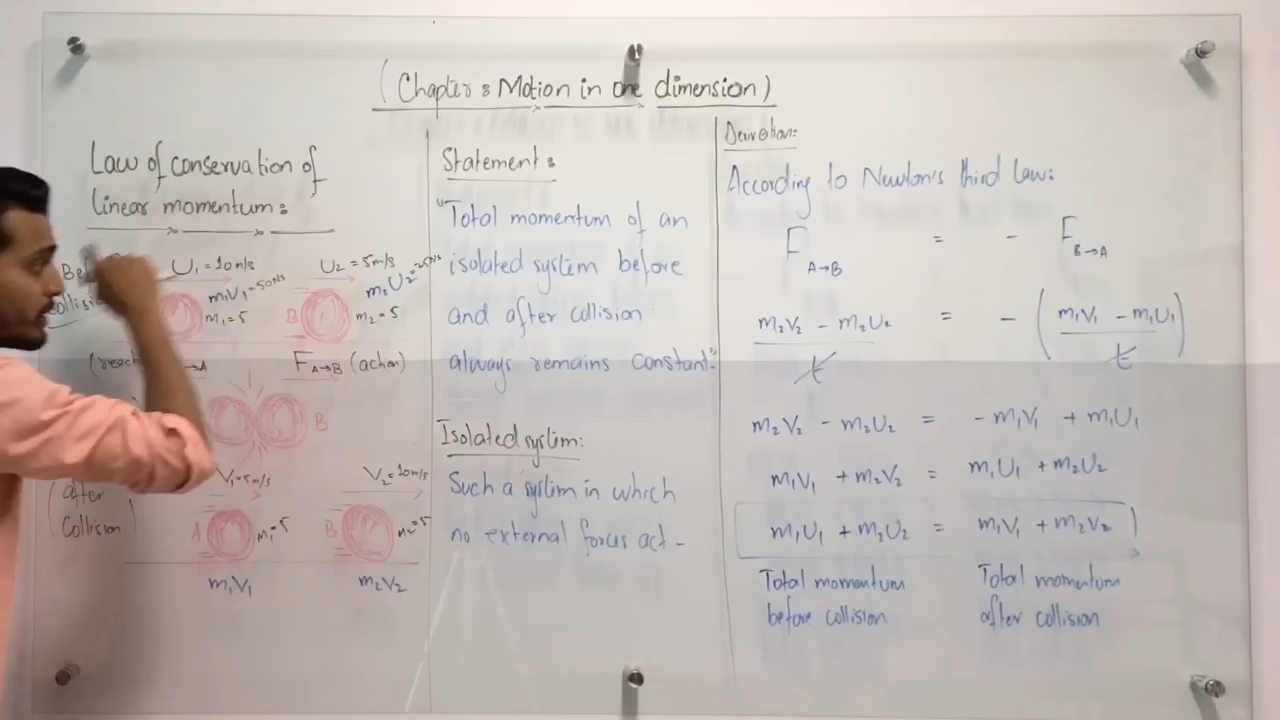 (Chapter : Motion in one dimension)
Law of conservation of
linear momentum :
U₁ = 10m/s
U₂ = 5m/s
m₁V₁ = 50NS
m₂U₂ = 25NS
m₁ = 5
B
m₂ = 5
F A→B (action)
B
after
Collision
V₁ = 5m/s
V₂ = 10m/s
A
m₁ = 5
B
m₂ = 5
m₁V₁
m₂V₂
Statement :
"Total momentum of an
isolated system before
and after collision
always remains constant."
Isolated system:
Such a system in which
no external forces act -
Derivation:
According to Newton's third law:
F A→B = - F B→A
m₂V₂ - m₂U₂ / t = - ( m₁V₁ - m₁U₁ / t )
m₂V₂ - m₂U₂ = - m₁V₁ + m₁U₁
m₁V₁ + m₂V₂ = m₁U₁ + m₂U₂
m₁U₁ + m₂U₂ = m₁V₁ + m₂V₂
Total momentum
before collision
Total momentum
after collision